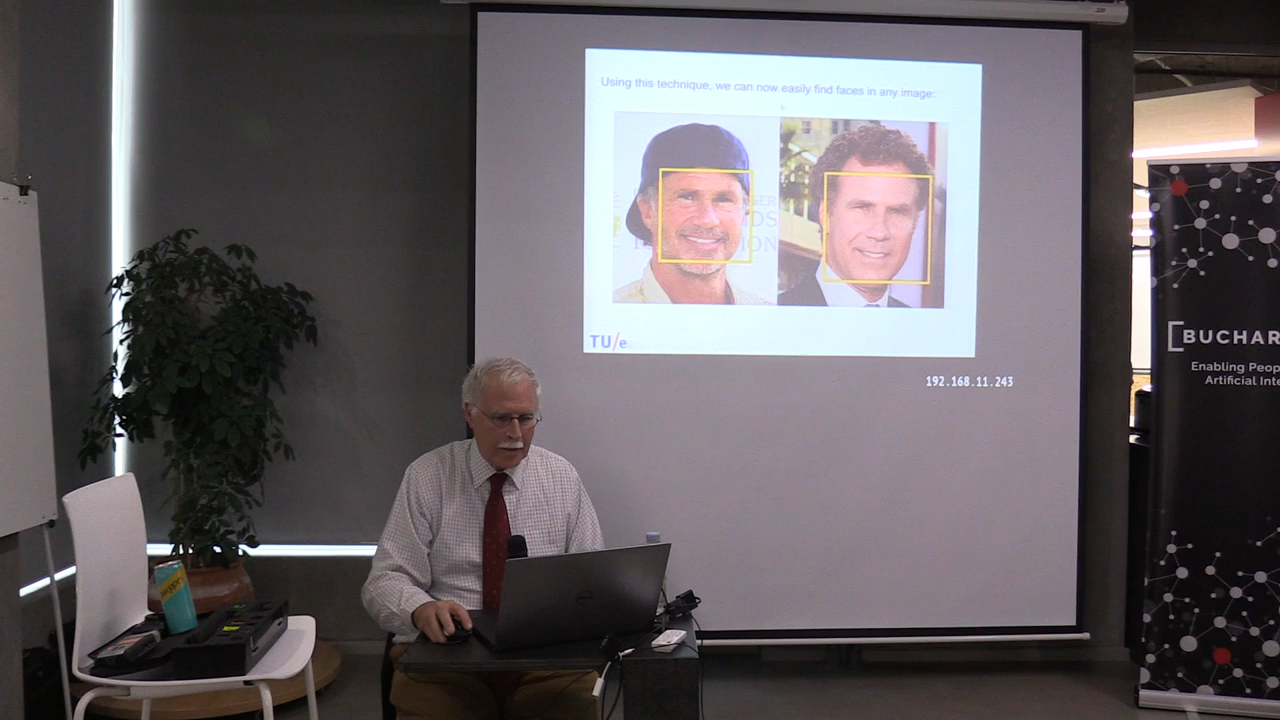 Using this technique, we can now easily find faces in any image:
TU/e
192.168.11.243
BUCHAR
Enabling Peop
Artificial Inte
DELL